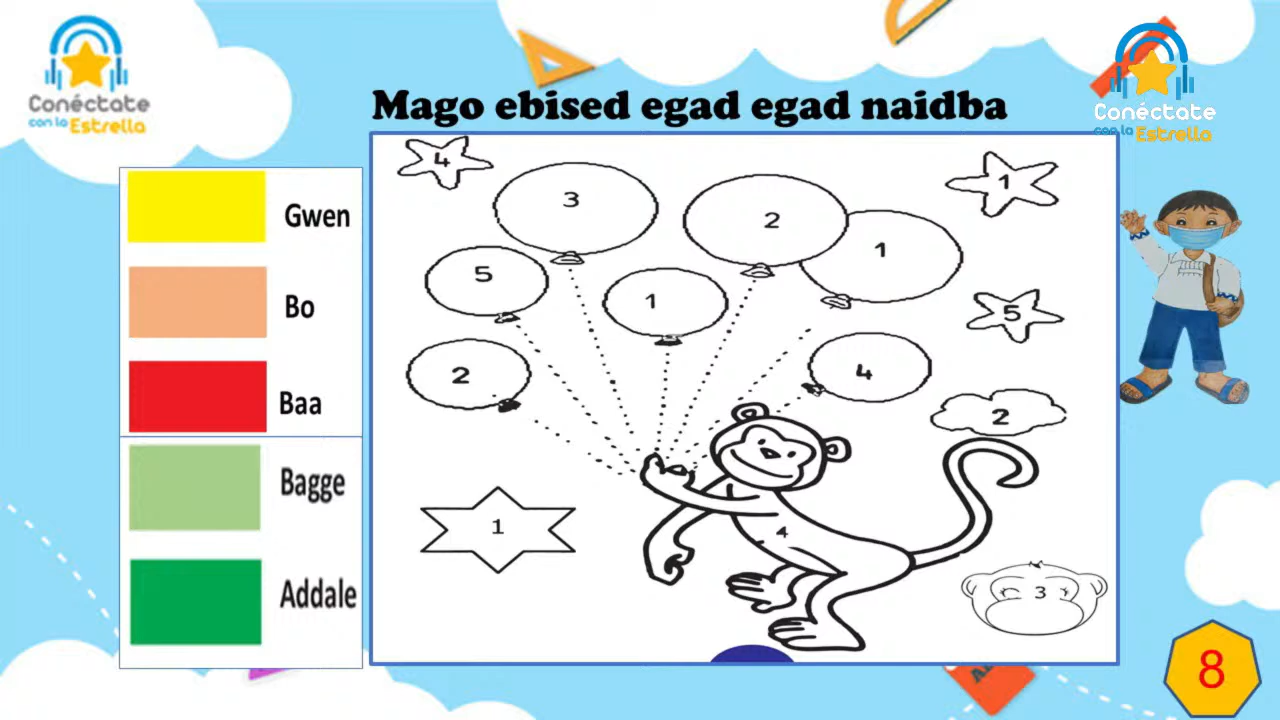 Conéctate
con la Estrella
Mago ebised egad egad naidba
Conéctate
con la Estrella
Gwen
Bo
Baa
Bagge
Addale
4
3
2
1
1
5
1
5
2
4
2
1
4
3
8